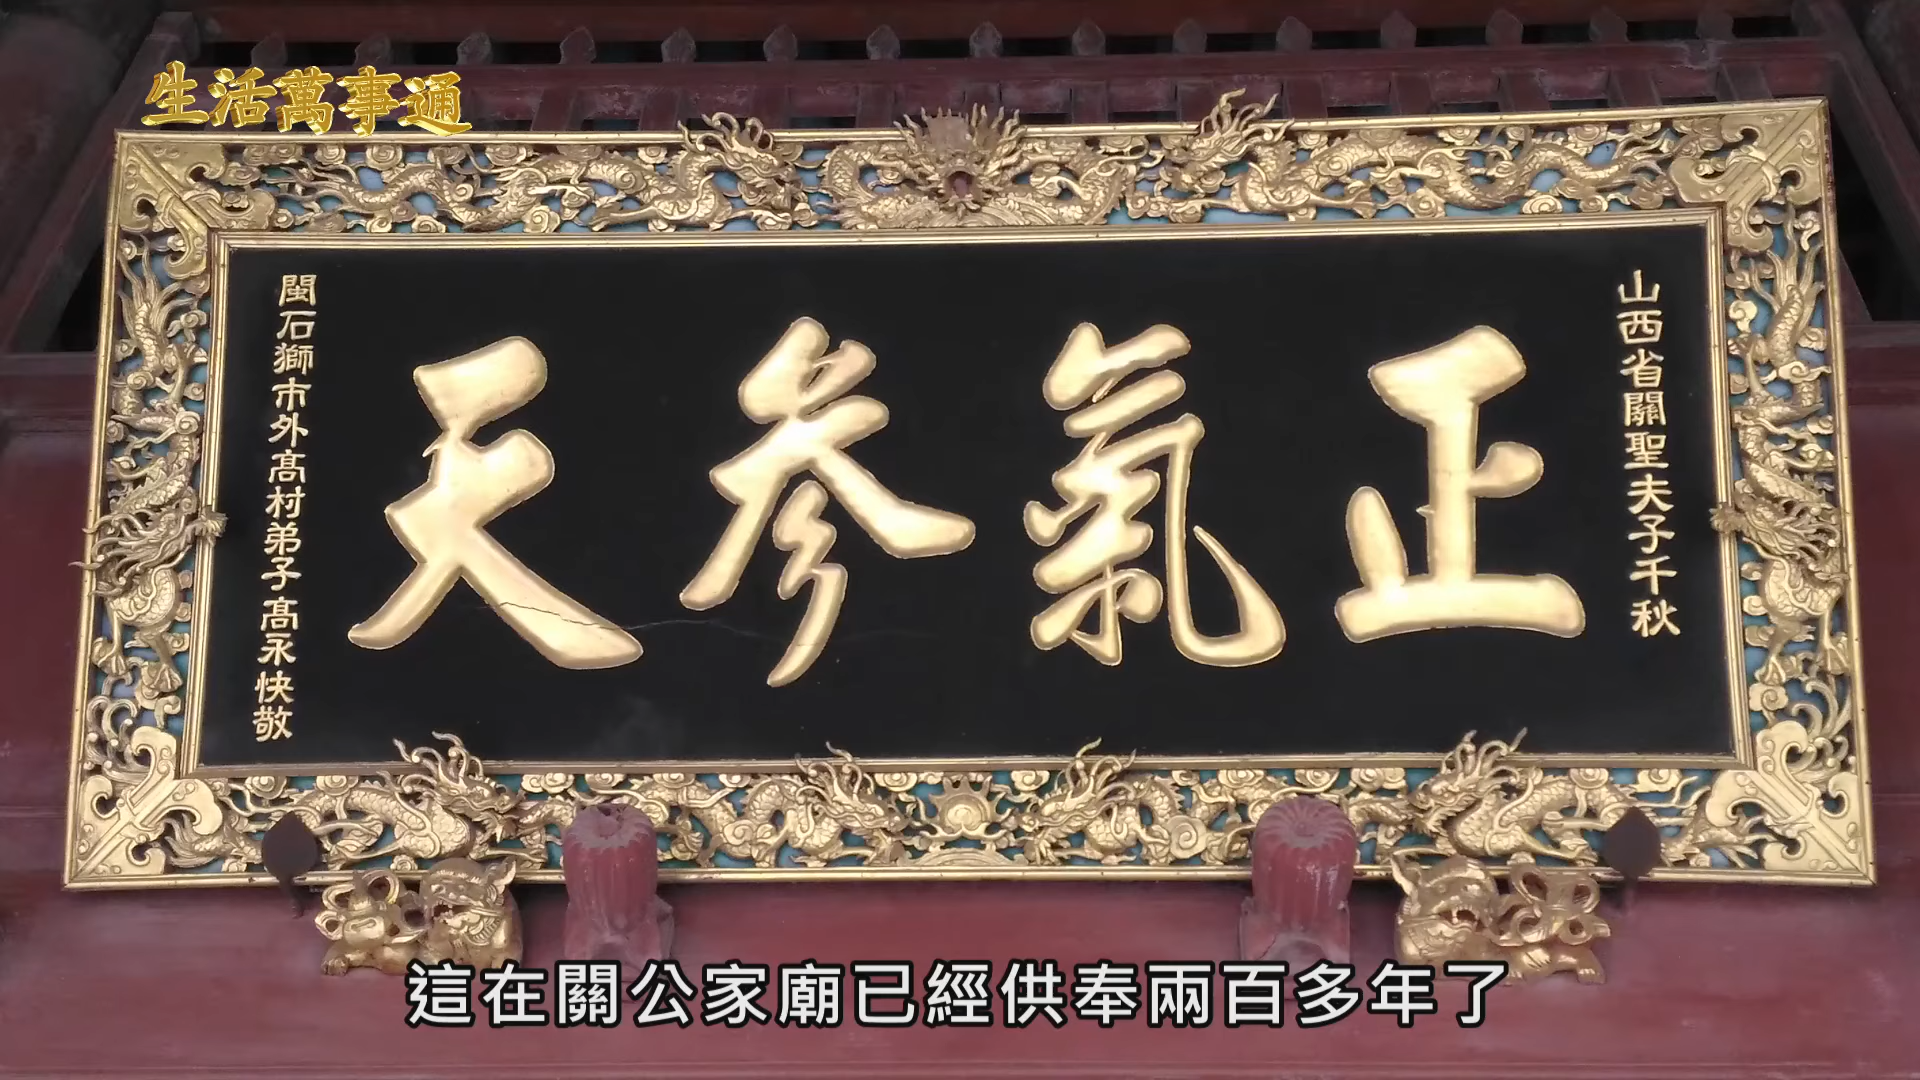 生活萬事通
山西省關聖夫子千秋
正氣參天
閩石獅市外高村弟子高永快敬
這在關公家廟已經供奉兩百多年了